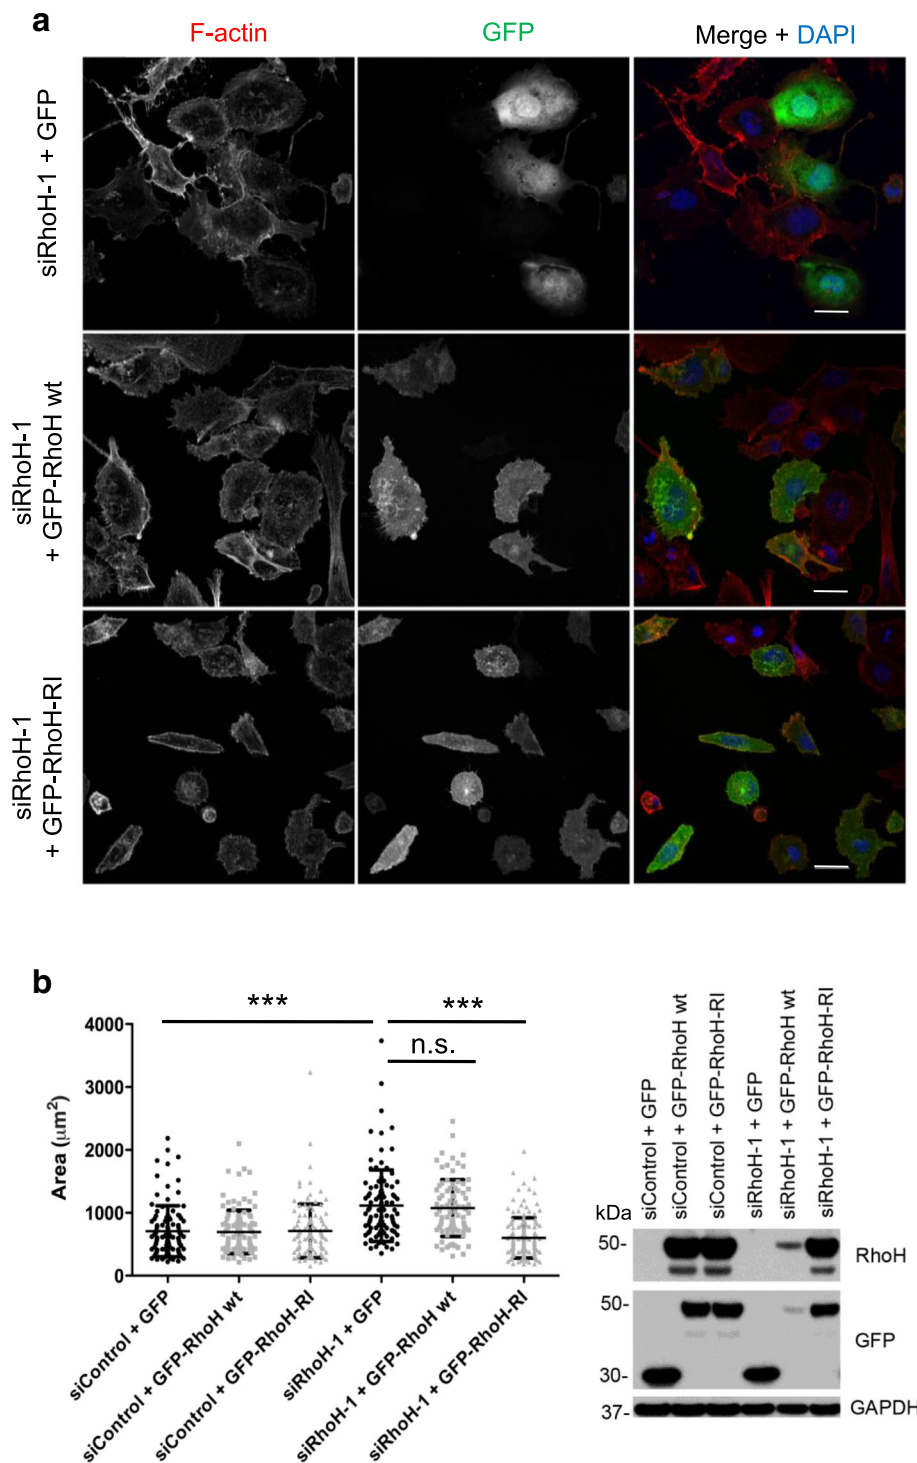 a
F-actin
GFP
Merge + DAPI
siRhoH-1 + GFP
siRhoH-1
+ GFP-RhoH wt
siRhoH-1
+ GFP-RhoH-RI
b
***
***
n.s.
4000
3000
2000
1000
0
Area (μm²)
siControl + GFP
siControl + GFP-RhoH wt
siControl + GFP-RhoH-RI
siRhoH-1 + GFP
siRhoH-1 + GFP-RhoH wt
siRhoH-1 + GFP-RhoH-RI
siControl + GFP
siControl + GFP-RhoH wt
siControl + GFP-RhoH-RI
siRhoH-1 + GFP
siRhoH-1 + GFP-RhoH wt
siRhoH-1 + GFP-RhoH-RI
kDa
50-
RhoH
50-
GFP
30-
37-
GAPDH